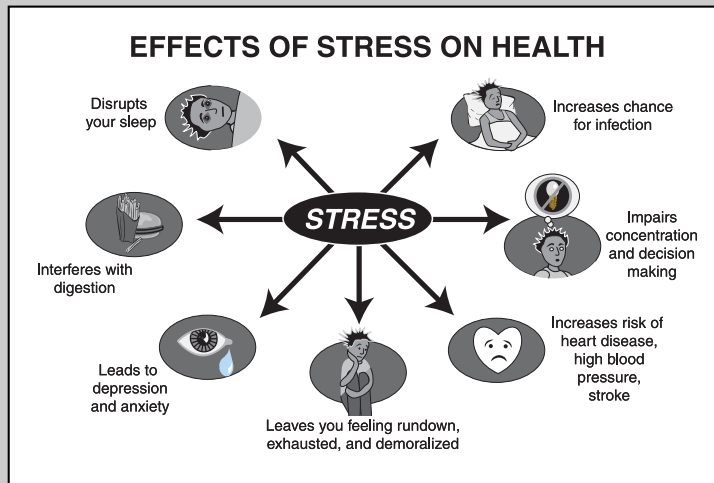 EFFECTS OF STRESS ON HEALTH
Disrupts
your sleep
Increases chance
for infection
STRESS
Interferes with
digestion
Impairs
concentration
and decision
making
Leads to
depression
and anxiety
Leaves you feeling rundown,
exhausted, and demoralized
Increases risk of
heart disease,
high blood
pressure,
stroke